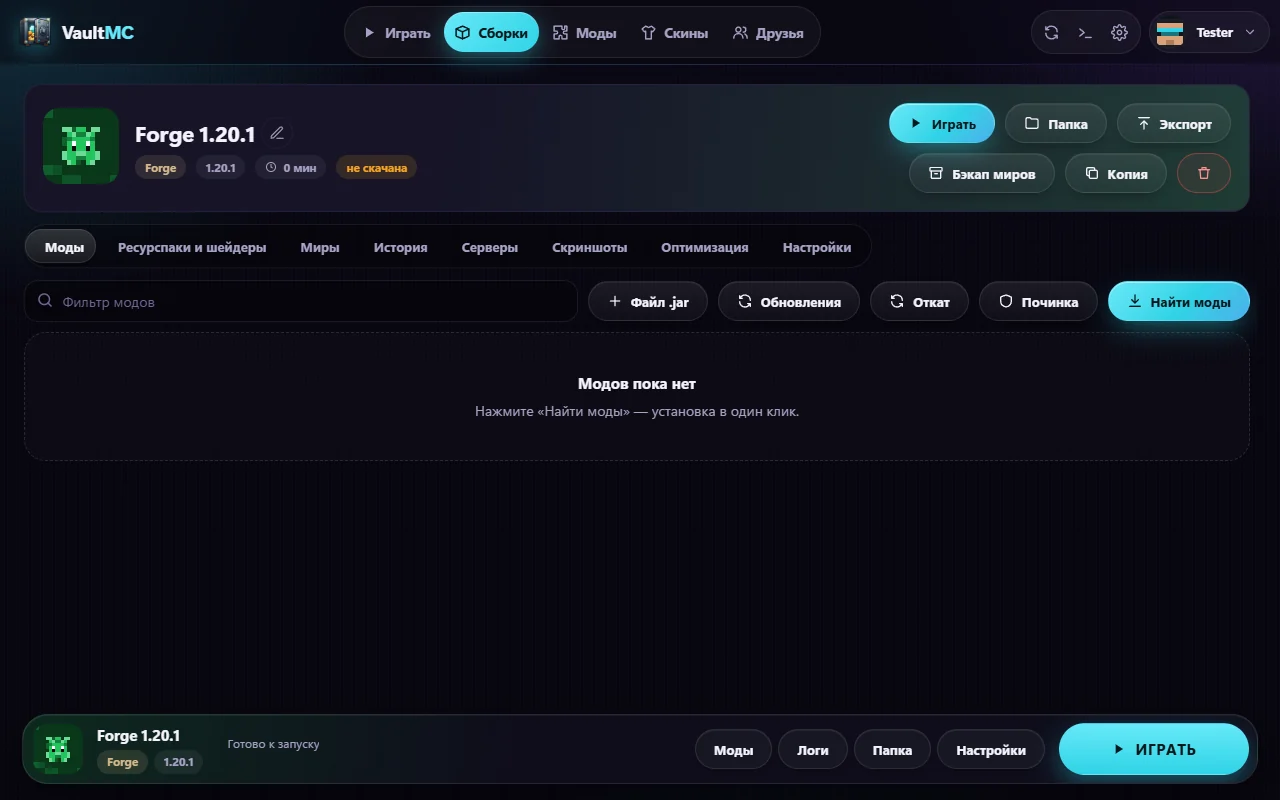 VaultMC
Играть
Сборки
Моды
Скины
Друзья
Tester
Forge 1.20.1
Forge
1.20.1
0 мин
не скачана
Играть
Папка
Экспорт
Бэкап миров
Копия
Моды
Ресурспаки и шейдеры
Миры
История
Серверы
Скриншоты
Оптимизация
Настройки
Фильтр модов
Файл .jar
Обновления
Откат
Починка
Найти моды
Модов пока нет
Нажмите «Найти моды» — установка в один клик.
Forge 1.20.1
Forge
1.20.1
Готово к запуску
Моды
Логи
Папка
Настройки
ИГРАТЬ